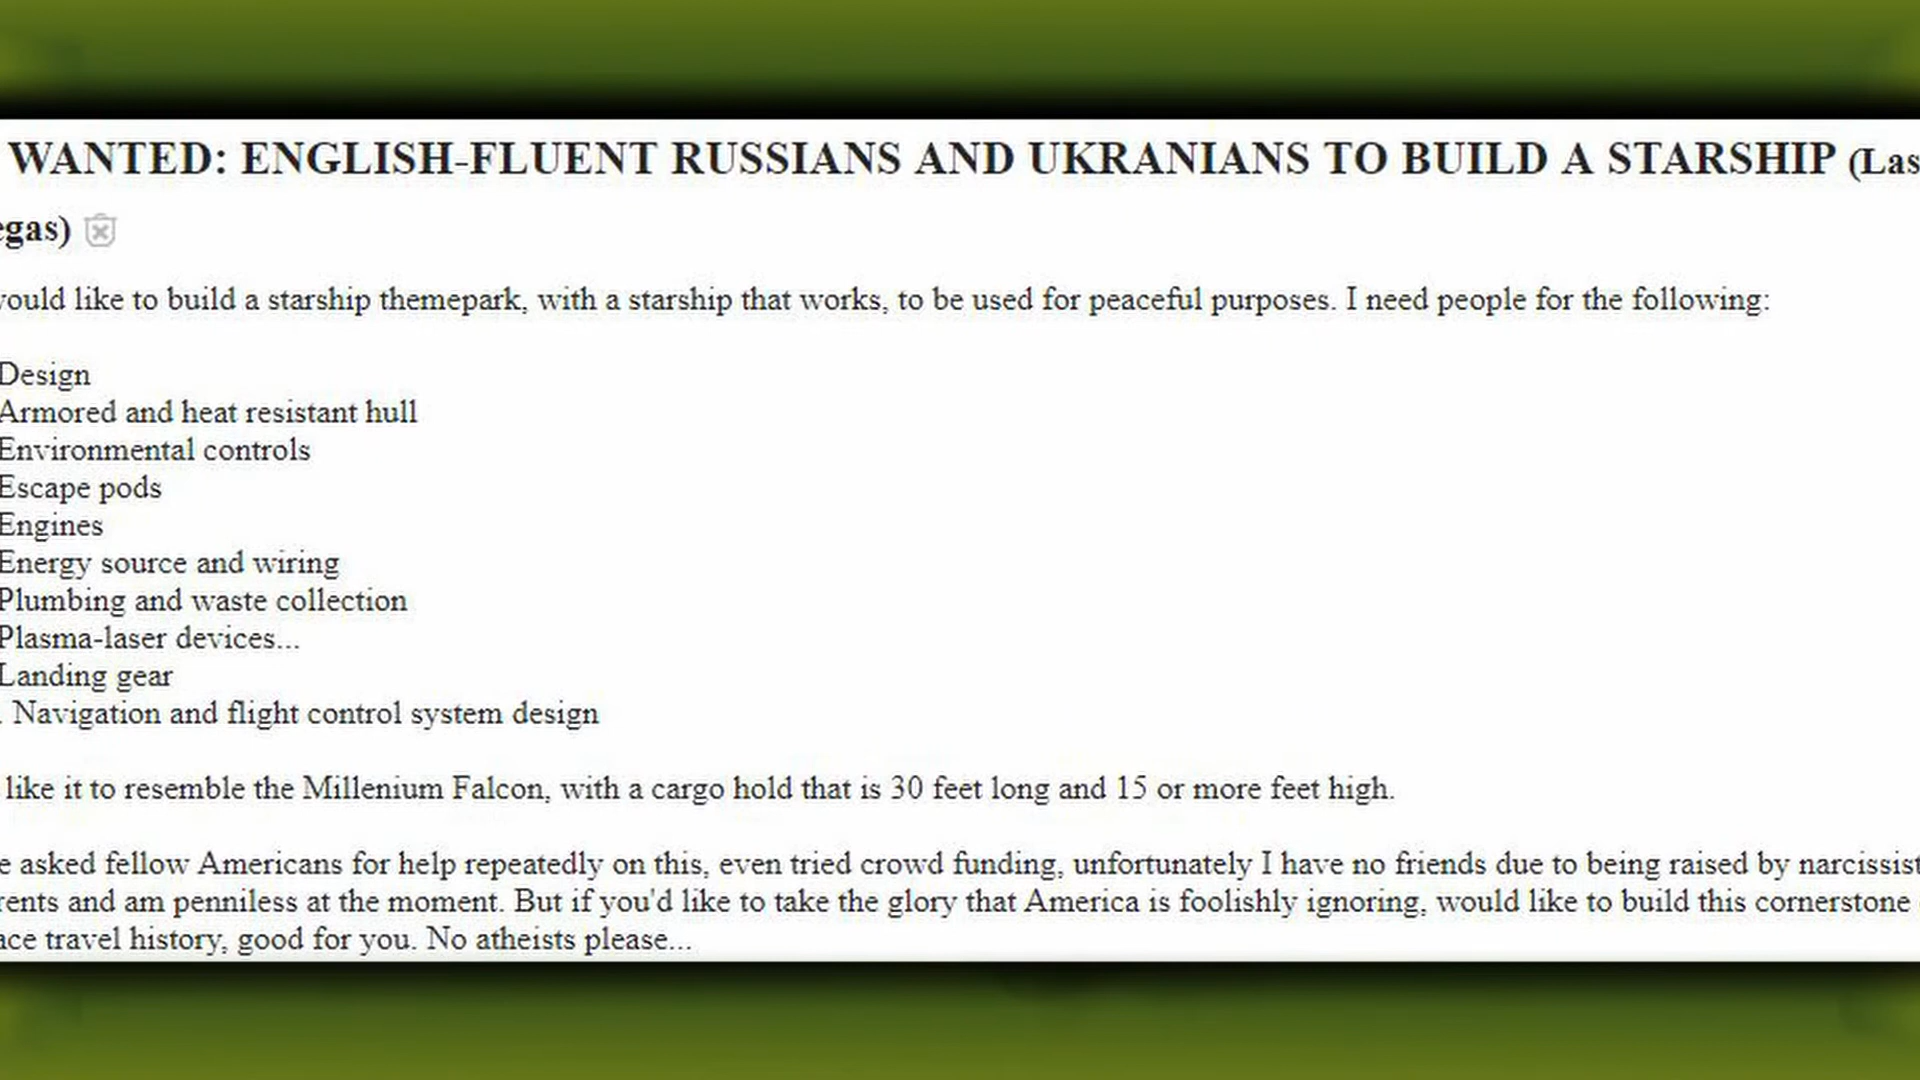 WANTED: ENGLISH-FLUENT RUSSIANS AND UKRANIANS TO BUILD A STARSHIP (Las
egas)
would like to build a starship themepark, with a starship that works, to be used for peaceful purposes. I need people for the following:
Design
Armored and heat resistant hull
Environmental controls
Escape pods
Engines
Energy source and wiring
Plumbing and waste collection
Plasma-laser devices...
Landing gear
. Navigation and flight control system design
like it to resemble the Millenium Falcon, with a cargo hold that is 30 feet long and 15 or more feet high.
e asked fellow Americans for help repeatedly on this, even tried crowd funding, unfortunately I have no friends due to being raised by narcissist
rents and am penniless at the moment. But if you'd like to take the glory that America is foolishly ignoring, would like to build this cornerstone
ace travel history, good for you. No atheists please...